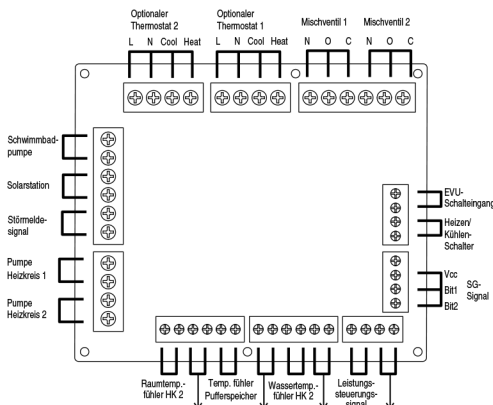 Optionaler
Thermostat 2
Optionaler
Thermostat 1
Mischventil 1
Mischventil 2
L N Cool Heat
L N Cool Heat
N O C
N O C
Schwimmbad-
pumpe
Solarstation
Störmelde-
signal
Pumpe
Heizkreis 1
Pumpe
Heizkreis 2
EVU-
Schalteingang
Heizen/
Kühlen-
Schalter
Vcc
Bit1
Bit2
SG-
Signal
Raumtemp.-
fühler HK 2
Temp. fühler
Pufferspeicher
Wassertemp.-
fühler HK 2
Leistungs-
steuerungs-
signal